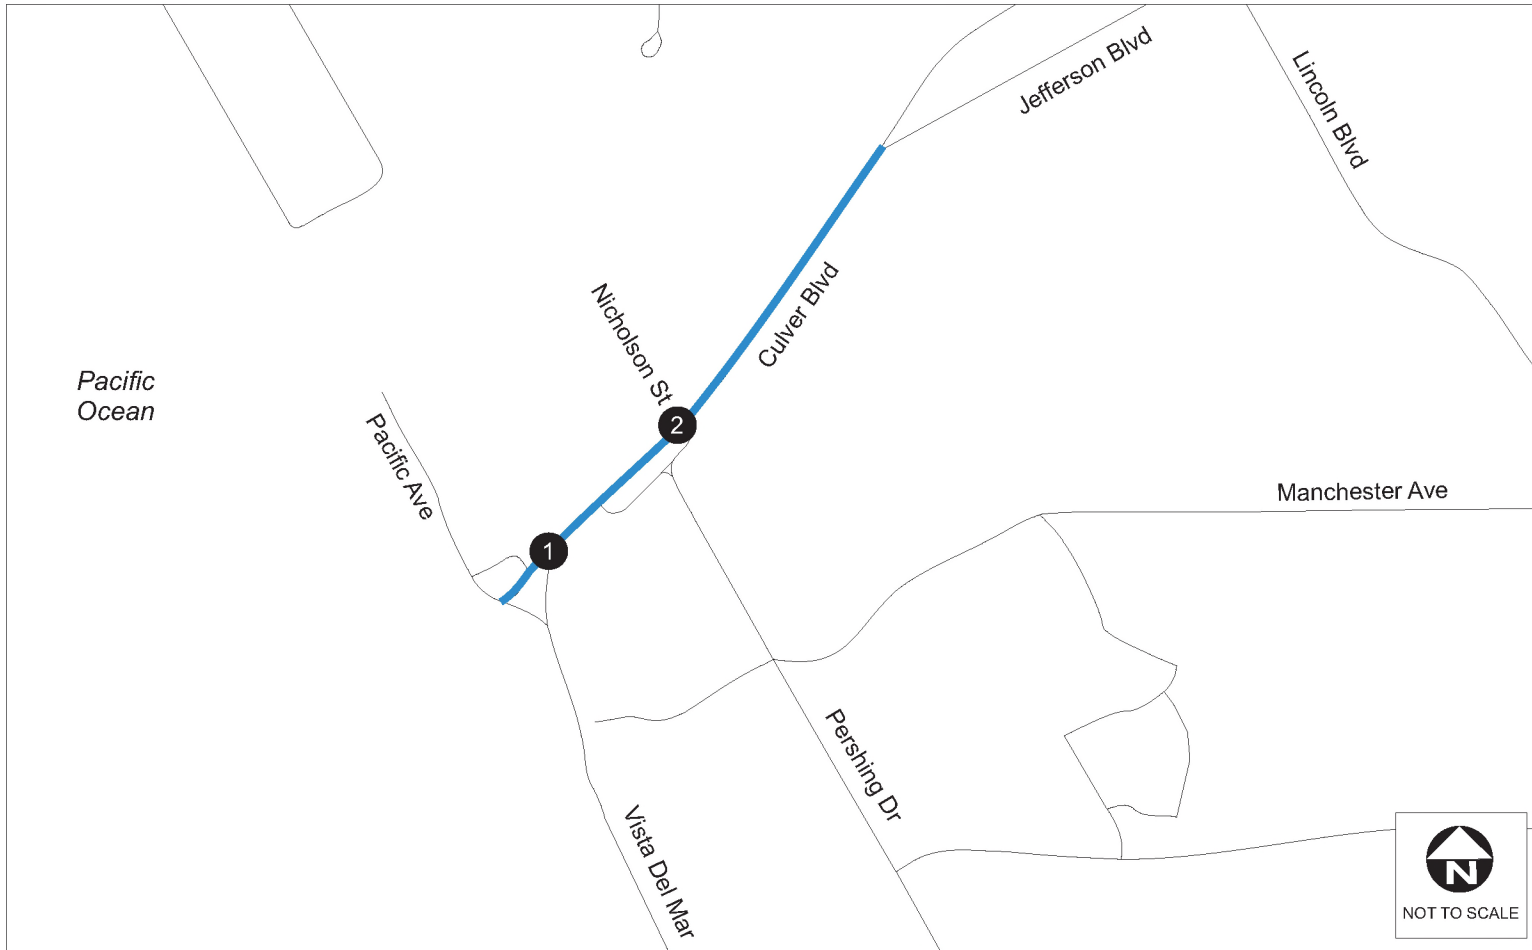 Jefferson Blvd
Lincoln Blvd
Culver Blvd
Nicholson St
Pacific
Ocean
2
Pacific Ave
Manchester Ave
1
Pershing Dr
Vista Del Mar
N
NOT TO SCALE